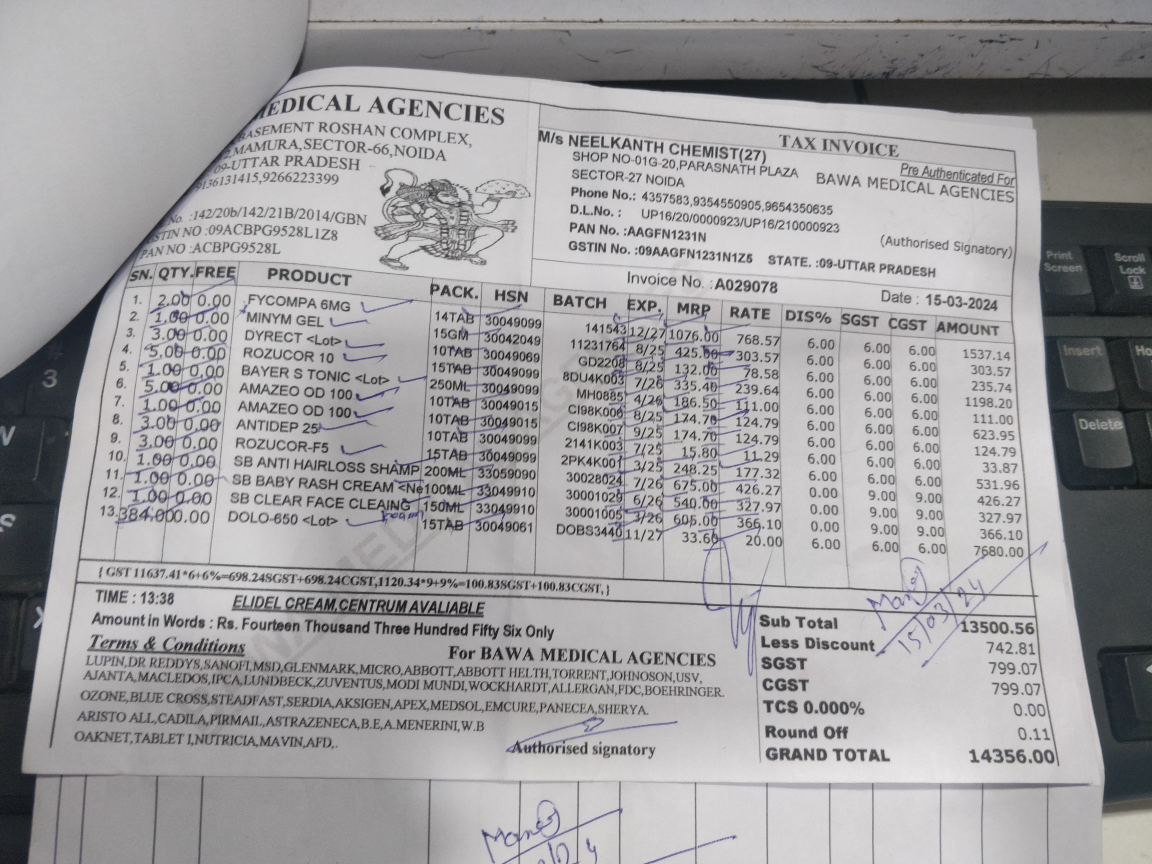 MEDICAL AGENCIES
BASEMENT ROSHAN COMPLEX,
MAMURA,SECTOR-66,NOIDA
09-UTTAR PRADESH
9136131415,9266223399
No. :142/20b/142/21B/2014/GBN
GSTIN NO :09ACBPG9528L1Z8
PAN NO :ACBPG9528L
TAX INVOICE
M/s NEELKANTH CHEMIST(27)
SHOP NO-01G-20,PARASNATH PLAZA
SECTOR-27 NOIDA
Phone No.: 4357583,9354550905,9654350635
D.L.No. : UP16/20/0000923/UP16/210000923
PAN No. :AAGFN1231N
GSTIN No. :09AAGFN1231N1Z5 STATE. :09-UTTAR PRADESH
Pre Authenticated For
BAWA MEDICAL AGENCIES
(Authorised Signatory)
Invoice No. :A029078 Date : 15-03-2024
SN. QTY. FREE PRODUCT PACK. HSN BATCH EXP. MRP RATE DIS% SGST CGST AMOUNT
1. 2.00 0.00 FYCOMPA 6MG 14TAB 30049099 141543 12/27 1076.00 768.57 6.00 6.00 6.00 1537.14
2. 1.00 0.00 MINYM GEL 15GM 30042049 11231764 8/25 425.00 303.57 6.00 6.00 6.00 303.57
3. 3.00 0.00 DYRECT <Lot> 10TAB 30049069 GD2208 8/25 132.00 78.58 6.00 6.00 6.00 235.74
4. 5.00 0.00 ROZUCOR 10 15TAB 30049099 8DU4K003 7/26 335.40 239.64 6.00 6.00 6.00 1198.20
5. 1.00 0.00 BAYER S TONIC <Lot> 250ML 30049099 MH0885 4/26 186.50 111.00 6.00 6.00 6.00 111.00
6. 5.00 0.00 AMAZEO OD 100 10TAB 30049015 CI98K006 8/25 174.70 124.79 6.00 6.00 6.00 623.95
7. 1.00 0.00 AMAZEO OD 100 10TAB 30049015 CI98K007 9/25 174.70 124.79 6.00 6.00 6.00 124.79
8. 3.00 0.00 ANTIDEP 25 10TAB 30049099 2141K003 7/25 15.80 11.29 6.00 6.00 6.00 33.87
9. 3.00 0.00 ROZUCOR-F5 15TAB 30049099 2PK4K001 3/25 248.25 177.32 6.00 6.00 6.00 531.96
10. 1.00 0.00 SB ANTI HAIRLOSS SHAMP 200ML 33059090 30028024 7/26 675.00 426.27 0.00 9.00 9.00 426.27
11. 1.00 0.00 SB BABY RASH CREAM <Ne 100ML 33049910 30001029 6/26 540.00 327.97 0.00 9.00 9.00 327.97
12. 1.00 0.00 SB CLEAR FACE CLEAING 150ML 33049910 30001005 3/26 605.00 366.10 0.00 9.00 9.00 366.10
13. 384.00 0.00 DOLO-650 <Lot> 15TAB 30049061 DOBS3440 11/27 33.60 20.00 6.00 6.00 6.00 7680.00
{ GST 11637.41*6+6%=698.24SGST+698.24CGST,1120.34*9+9%=100.83SGST+100.83CGST,}
TIME : 13:38 ELIDEL CREAM,CENTRUM AVALIABLE
Amount in Words : Rs. Fourteen Thousand Three Hundred Fifty Six Only
Terms & Conditions For BAWA MEDICAL AGENCIES
LUPIN,DR REDDYS,SANOFI,MSD,GLENMARK,MICRO,ABBOTT,ABBOTT HELTH,TORRENT,JOHNOSON,USV,
AJANTA,MACLEDOS,IPCA,LUNDBECK,ZUVENTUS,MODI MUNDI,WOCKHARDT,ALLERGAN,FDC,BOEHRINGER.
OZONE,BLUE CROSS,STEADFAST,SERDIA,AKSIGEN,APEX,MEDSOL,EMCURE,PANECEA,SHERYA.
ARISTO ALL,CADILA,PIRMAIL,ASTRAZENECA,B.E,A.MENERINI,W.B
OAKNET,TABLET I,NUTRICIA,MAVIN,AFD,.
Authorised signatory
Sub Total 13500.56
Less Discount 742.81
SGST 799.07
CGST 799.07
TCS 0.000% 0.00
Round Off 0.11
GRAND TOTAL 14356.00
15/03/24
Print Screen
Scroll Lock
Insert
Delete
3
W
S